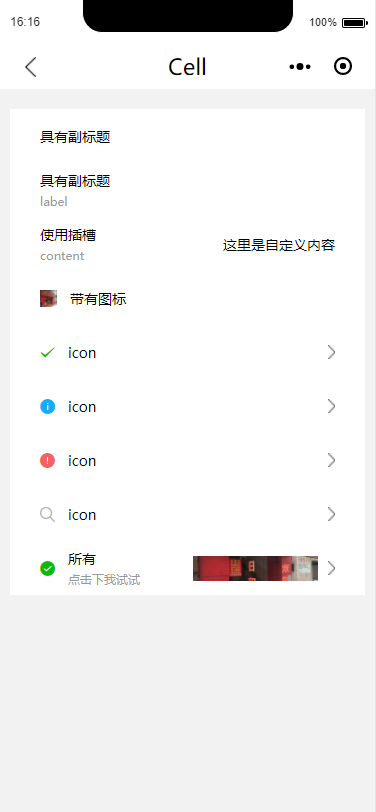 16:16
100%
Cell
具有副标题
具有副标题
label
使用插槽
content
这里是自定义内容
带有图标
icon
icon
icon
icon
所有
点击下我试试